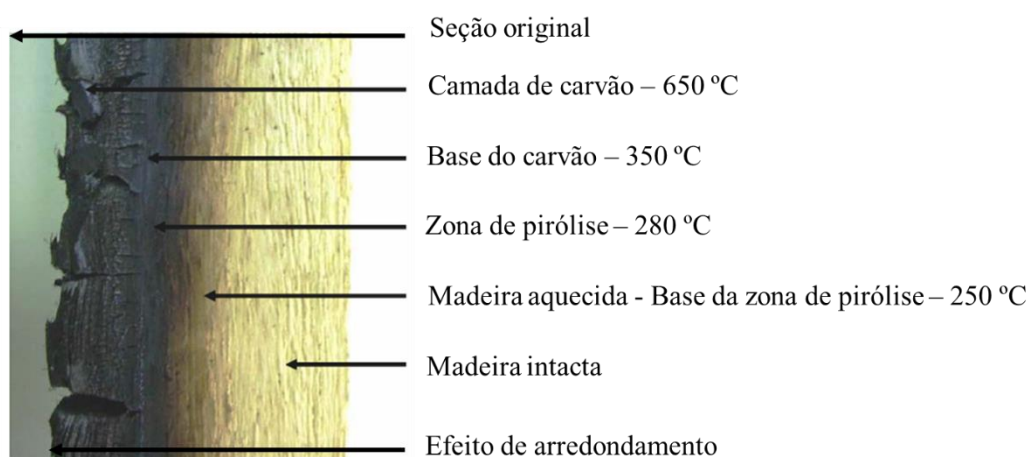 Seção original
Camada de carvão – 650 ºC
Base do carvão – 350 ºC
Zona de pirólise – 280 ºC
Madeira aquecida - Base da zona de pirólise – 250 ºC
Madeira intacta
Efeito de arredondamento